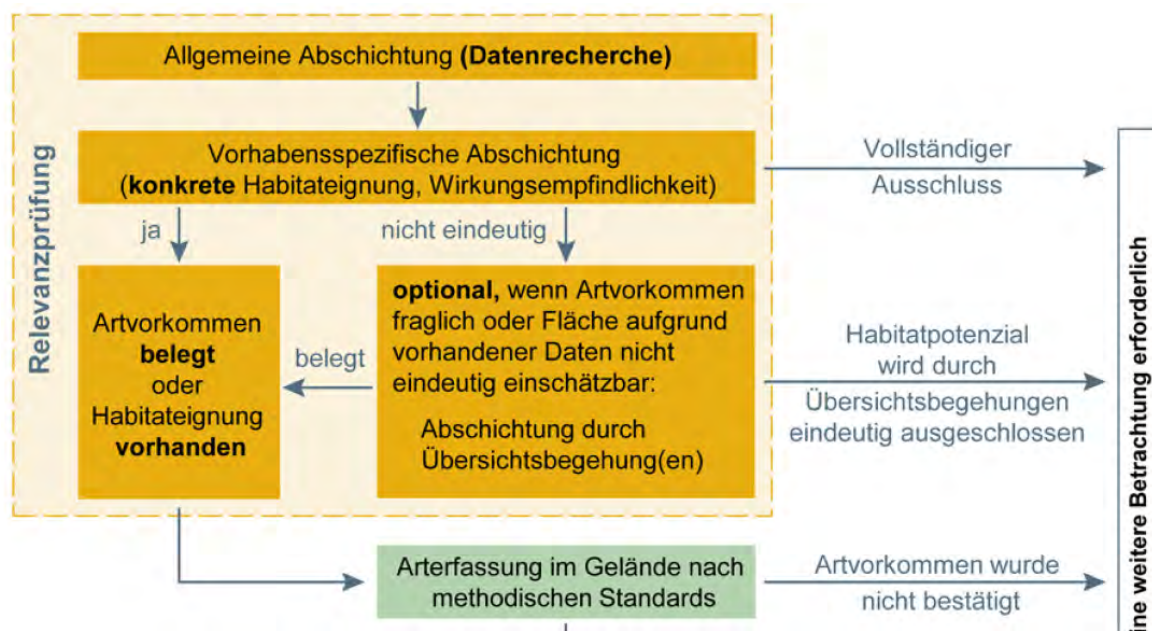 Allgemeine Abschichtung (Datenrecherche)
Vorhabensspezifische Abschichtung
(konkrete Habitateignung, Wirkungsempfindlichkeit)
Vollständiger
Ausschluss
Relevanzprüfung
ja
nicht eindeutig
Artvorkommen
belegt
oder
Habitateignung
vorhanden
belegt
optional, wenn Artvorkommen
fraglich oder Fläche aufgrund
vorhandener Daten nicht
eindeutig einschätzbar:
Abschichtung durch
Übersichtsbegehung(en)
Habitatpotenzial
wird durch
Übersichtsbegehungen
eindeutig ausgeschlossen
Arterfassung im Gelände nach
methodischen Standards
Artvorkommen wurde
nicht bestätigt
weitere Betrachtung erforderlich